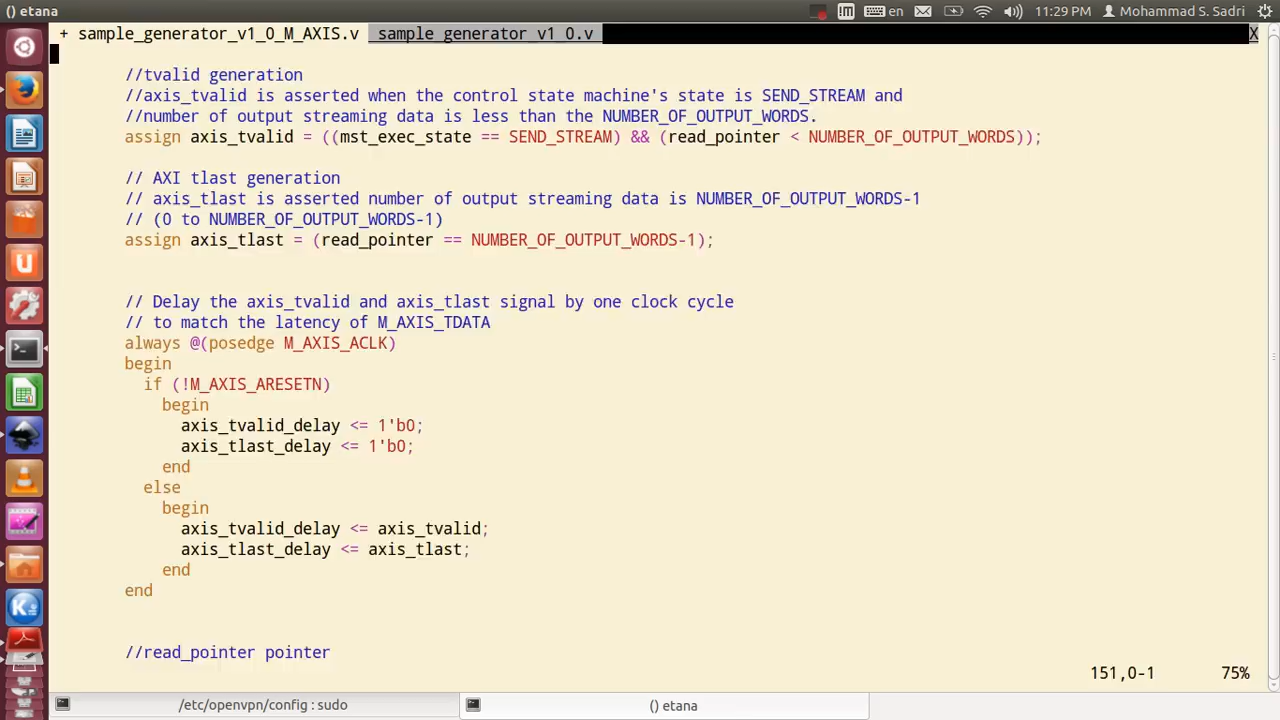 () etana
en
11:29 PM
Mohammad S. Sadri
+ sample_generator_v1_0_M_AXIS.v  sample_generator_v1_0.v  X
//tvalid generation
//axis_tvalid is asserted when the control state machine's state is SEND_STREAM and
//number of output streaming data is less than the NUMBER_OF_OUTPUT_WORDS.
assign axis_tvalid = ((mst_exec_state == SEND_STREAM) && (read_pointer < NUMBER_OF_OUTPUT_WORDS));
// AXI tlast generation
// axis_tlast is asserted number of output streaming data is NUMBER_OF_OUTPUT_WORDS-1
// (0 to NUMBER_OF_OUTPUT_WORDS-1)
assign axis_tlast = (read_pointer == NUMBER_OF_OUTPUT_WORDS-1);
// Delay the axis_tvalid and axis_tlast signal by one clock cycle
// to match the latency of M_AXIS_TDATA
always @(posedge M_AXIS_ACLK)
begin
if (!M_AXIS_ARESETN)
begin
axis_tvalid_delay <= 1'b0;
axis_tlast_delay <= 1'b0;
end
else
begin
axis_tvalid_delay <= axis_tvalid;
axis_tlast_delay <= axis_tlast;
end
end
//read_pointer pointer
151,0-1
75%
/etc/openvpn/config : sudo
() etana